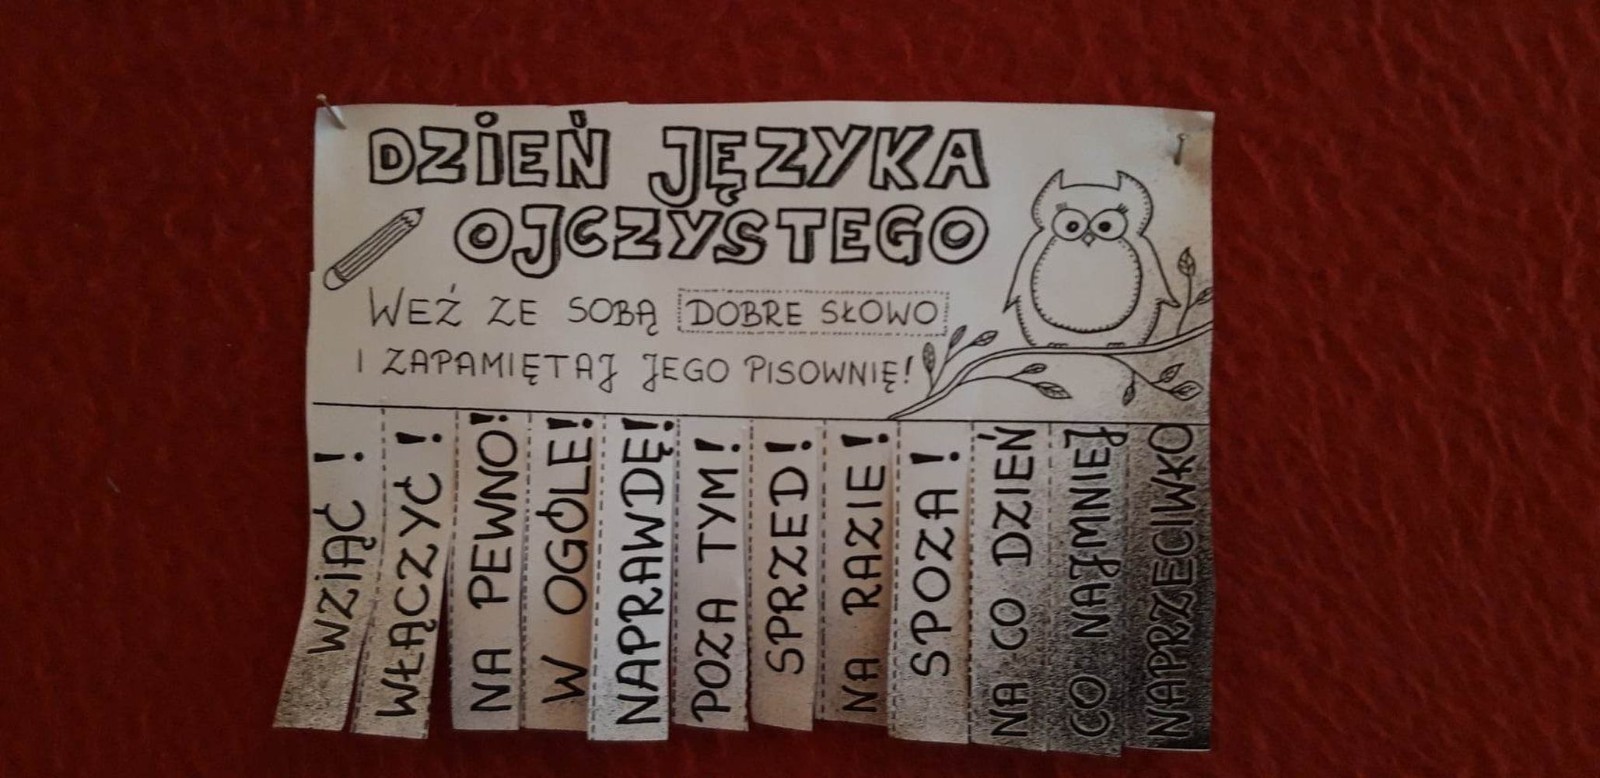 DZIEŃ JĘZYKA
OJCZYSTEGO
WEŹ ZE SOBĄ DOBRE SŁOWO
I ZAPAMIĘTAJ JEGO PISOWNIĘ!
WZIĄĆ!
WŁĄCZYĆ!
NA PEWNO!
W OGÓLE!
NAPRAWDĘ!
POZA TYM!
SPRZED!
NA RAZIE!
SPOZA!
NA CO DZIEŃ
CO NAJMNIEJ
NAPRZECIWKO